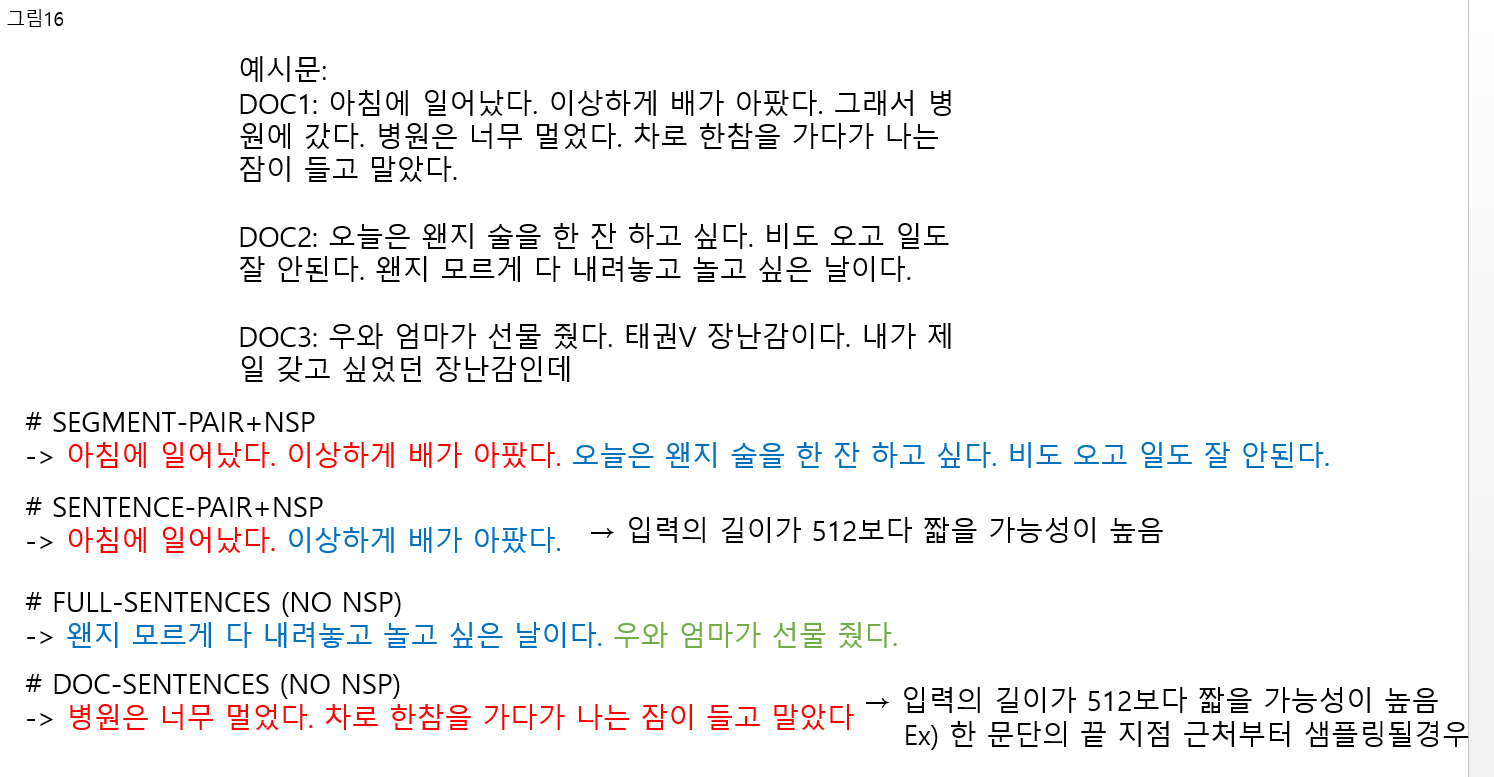 그림16
예시문:
DOC1: 아침에 일어났다. 이상하게 배가 아팠다. 그래서 병
원에 갔다. 병원은 너무 멀었다. 차로 한참을 가다가 나는
잠이 들고 말았다.
DOC2: 오늘은 왠지 술을 한 잔 하고 싶다. 비도 오고 일도
잘 안된다. 왠지 모르게 다 내려놓고 놀고 싶은 날이다.
DOC3: 우와 엄마가 선물 줬다. 태권V 장난감이다. 내가 제
일 갖고 싶었던 장난감인데
# SEGMENT-PAIR+NSP
-> 아침에 일어났다. 이상하게 배가 아팠다. 오늘은 왠지 술을 한 잔 하고 싶다. 비도 오고 일도 잘 안된다.
# SENTENCE-PAIR+NSP
-> 아침에 일어났다. 이상하게 배가 아팠다. → 입력의 길이가 512보다 짧을 가능성이 높음
# FULL-SENTENCES (NO NSP)
-> 왠지 모르게 다 내려놓고 놀고 싶은 날이다. 우와 엄마가 선물 줬다.
# DOC-SENTENCES (NO NSP)
-> 병원은 너무 멀었다. 차로 한참을 가다가 나는 잠이 들고 말았다 → 입력의 길이가 512보다 짧을 가능성이 높음
Ex) 한 문단의 끝 지점 근처부터 샘플링될경우